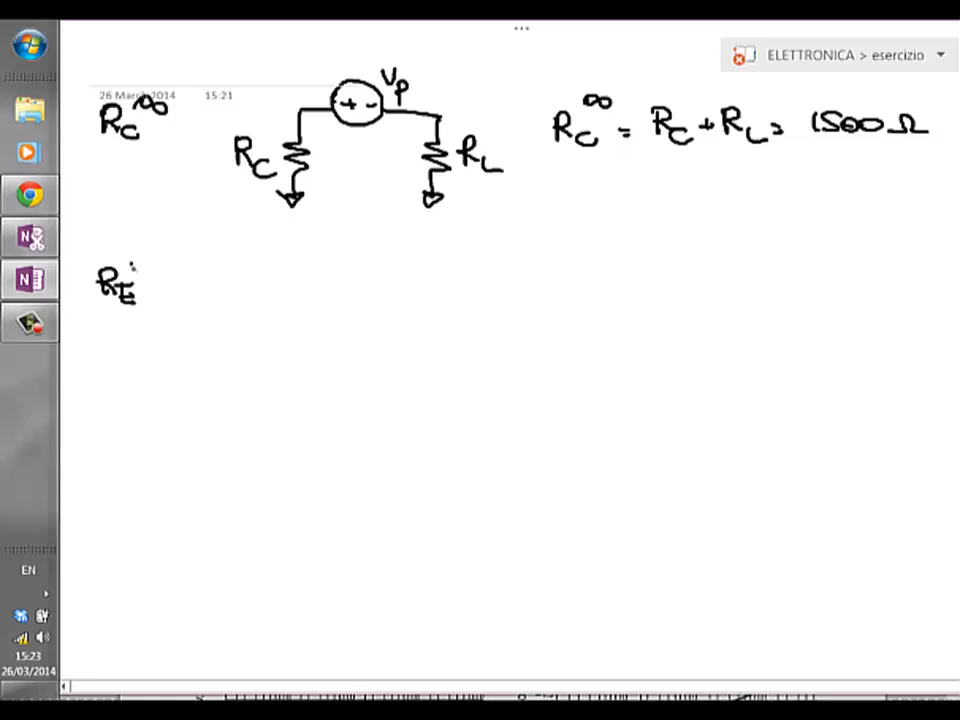 ELETTRONICA > esercizio
26 March 2014 15:21
R_C^∞
V_P
+ -
R_C
R_L
R_C^∞ = R_C + R_L = 1500 Ω
R_E
EN
15:23
26/03/2014